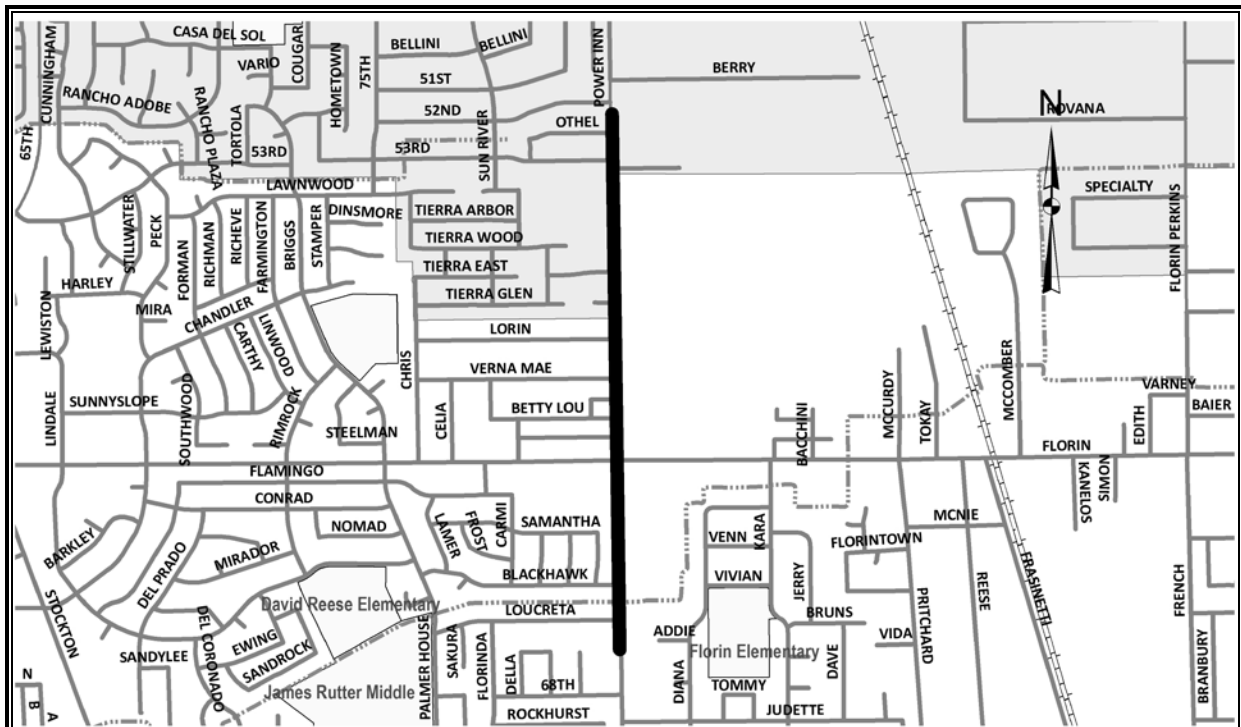 CASA DEL SOL
CUNNINGHAM
VARIO
COUGAR
HOMETOWN
75TH
BELLINI
BELLINI
POWER INN
BERRY
51ST
RANCHO ADOBE
RANCHO PLAZA
TORTOLA
52ND
SUN RIVER
OTHEL
N
ROVANA
65TH
53RD
53RD
LAWNWOOD
SPECIALTY
FLORIN PERKINS
STILLWATER
PECK
FORMAN
RICHMAN
RICHEVE
FARMINGTON
BRIGGS
STAMPER
DINSMORE
TIERRA ARBOR
TIERRA WOOD
TIERRA EAST
TIERRA GLEN
HARLEY
MIRA
CHANDLER
LEWISTON
CARTHY
LINWOOD
LORIN
CHRIS
VERNA MAE
MCCOMBER
MCCURDY
TOKAY
VARNEY
BAIER
EDITH
SUNNYSLOPE
LINDALE
SOUTHWOOD
RIMROCK
STEELMAN
CELIA
BETTY LOU
BACCHINI
FLORIN
KANELOS
SIMON
FLAMINGO
CONRAD
NOMAD
LAMER
FROST
CARMI
SAMANTHA
KARA
VENN
FLORINTOWN
MCNIE
BARKLEY
DEL PRADO
MIRADOR
BLACKHAWK
VIVIAN
JERRY
PRITCHARD
REESE
FRASINETTI
FRENCH
STOCKTON
David Reese Elementary
LOUCRETA
BRUNS
DEL CORONADO
EWING
SANDROCK
SANDYLEE
PALMER HOUSE
SAKURA
FLORINDA
DELLA
68TH
ADDIE
DIANA
Florin Elementary
VIDA
DAVE
BRANBURY
James Rutter Middle
TOMMY
JUDETTE
ROCKHURST
N
B
A